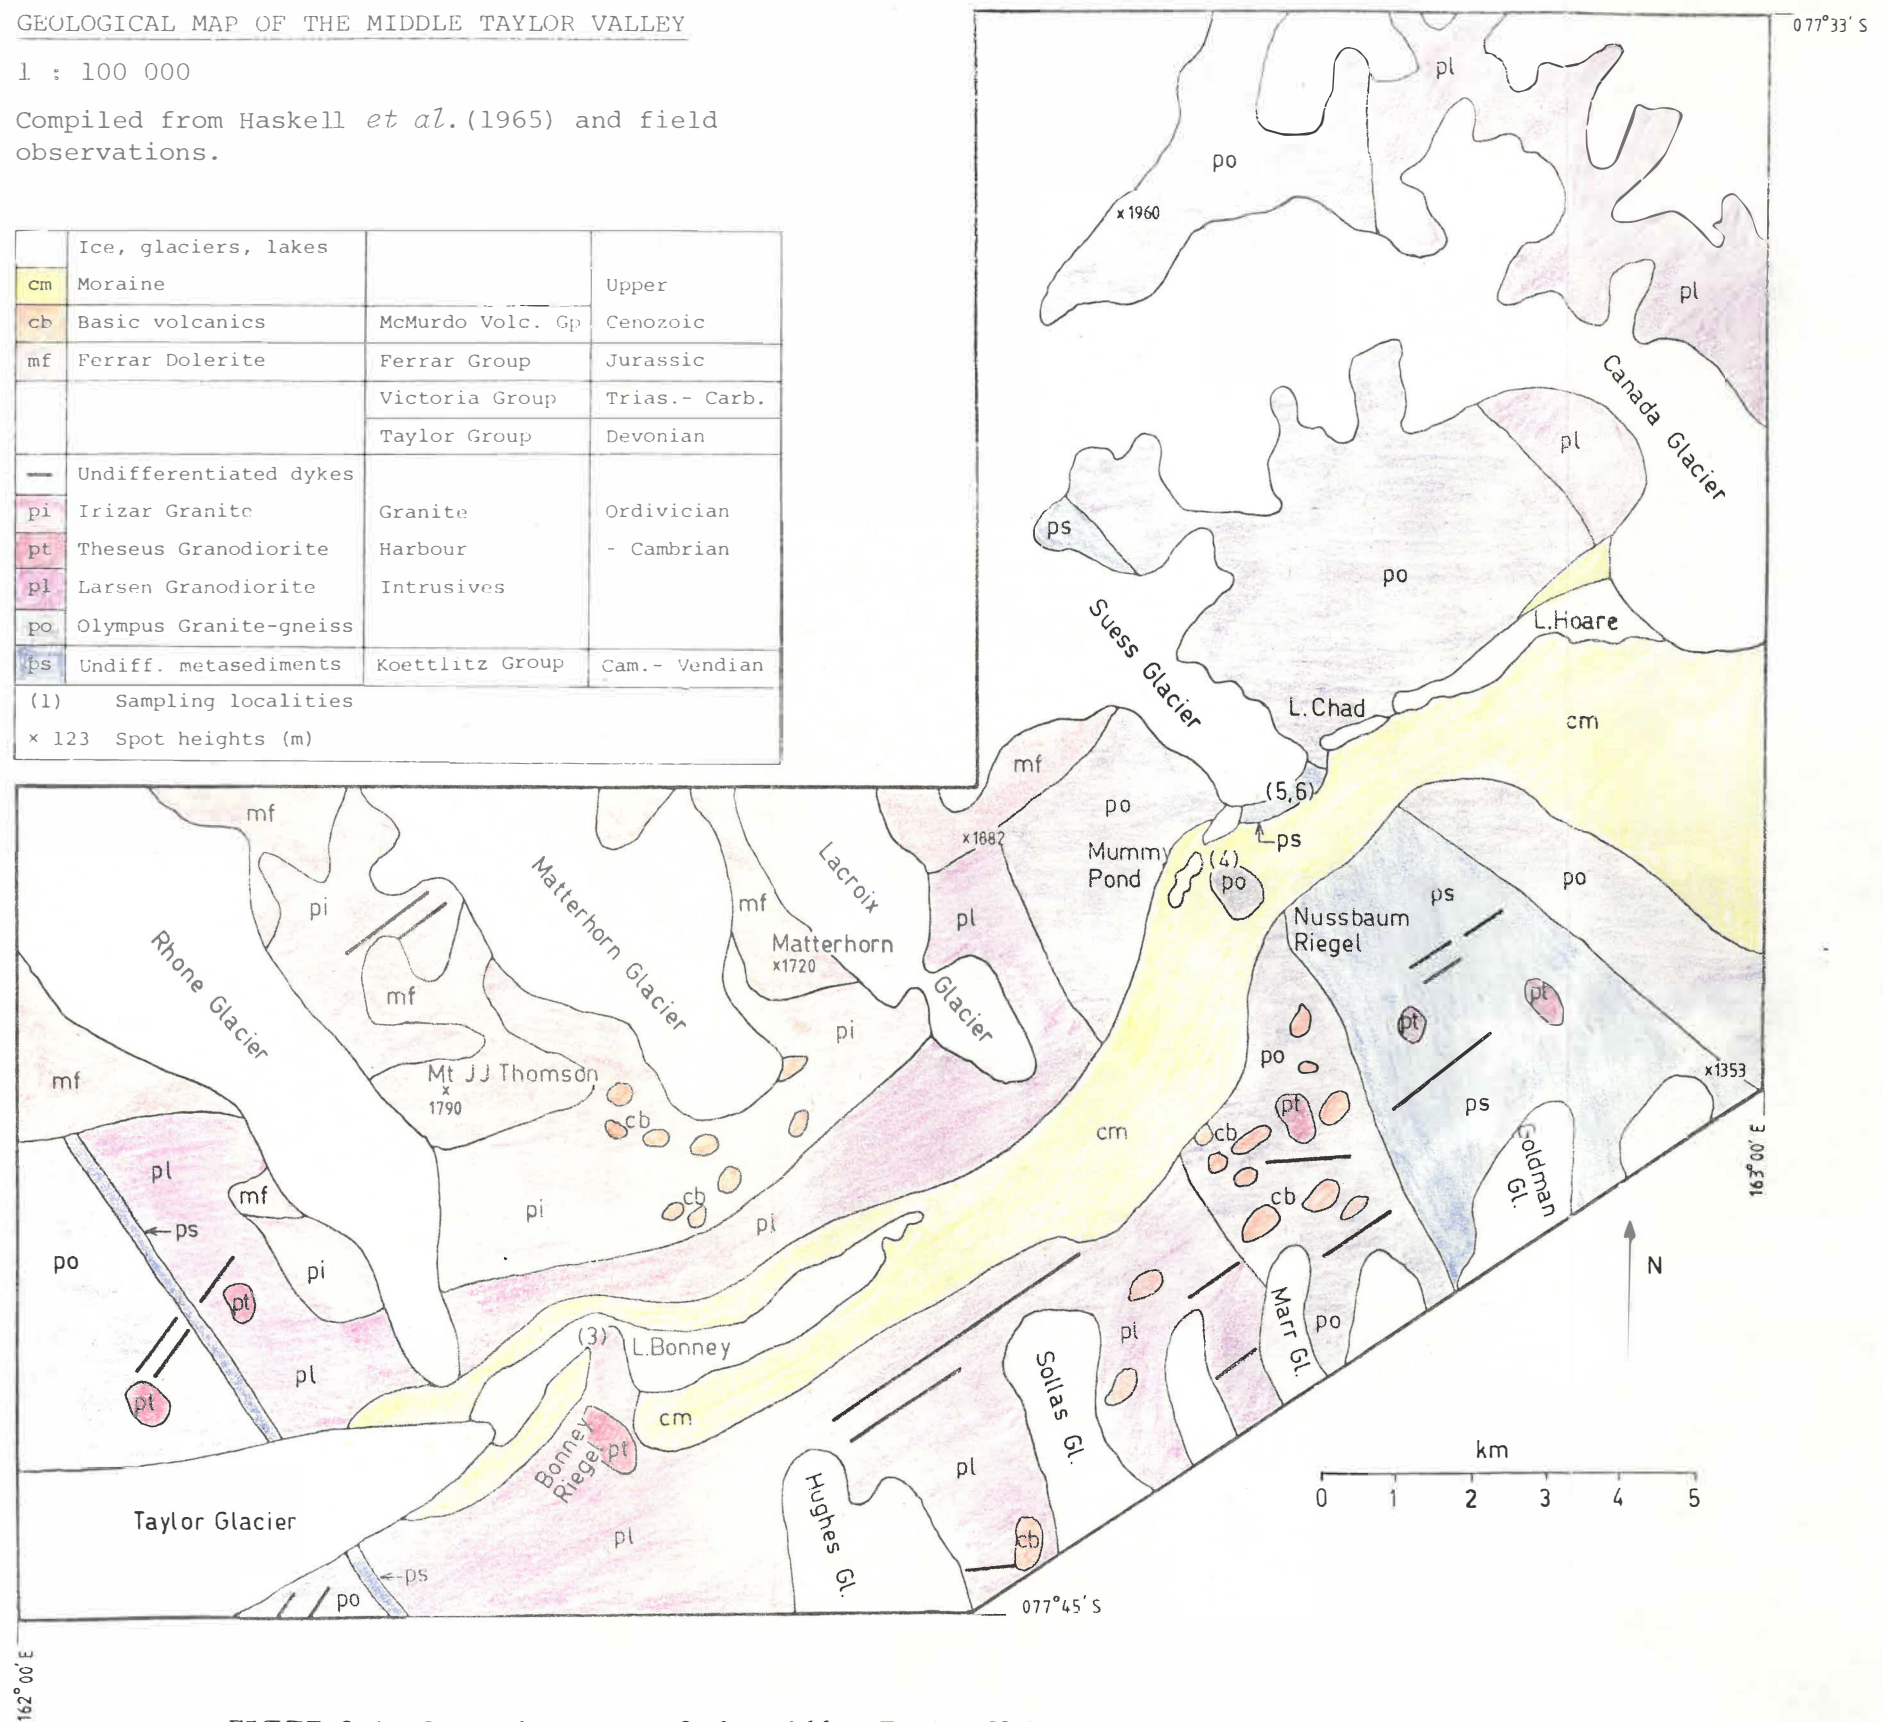 GEOLOGICAL MAP OF THE MIDDLE TAYLOR VALLEY
1 : 100 000
Compiled from Haskell et al.(1965) and field
observations.
Ice, glaciers, lakes
cm Moraine Upper
cb Basic volcanics McMurdo Volc. Gp Cenozoic
mf Ferrar Dolerite Ferrar Group Jurassic
Victoria Group Trias.- Carb.
Taylor Group Devonian
Undifferentiated dykes
pi Irizar Granite Granite Ordivician
pt Theseus Granodiorite Harbour - Cambrian
pl Larsen Granodiorite Intrusives
po Olympus Granite-gneiss
ps Undiff. metasediments Koettlitz Group Cam.- Vendian
(1) Sampling localities
× 123 Spot heights (m)
077°33' S
pl
po
x 1960
pl
Canada Glacier
pl
ps
po
Suess Glacier
L.Hoare
L.Chad
cm
mf
po
(5,6)
ps
x1882
Mummy
Pond
(4)
po
mf
pi
Matterhorn Glacier
Lacroix
Glacier
mf
Matterhorn
x1720
pl
Nussbaum
Riegel
ps
po
Rhone Glacier
mf
pi
pt
pt
mf
Mt JJ Thomson
x
1790
cb
po
pt
x1353
ps
cm
cb
Goldman
Gl.
163°00' E
pl
mf
ps
pi
cb
pi
cb
po
pi
pt
N
(3)
L.Bonney
pl
Marr Gl.
po
Sollas Gl.
pl
pt
cm
Bonney
Riegel
pt
pl
km
0 1 2 3 4 5
Hughes Gl.
Taylor Glacier
pl
cb
ps
po
077°45' S
162°00' E